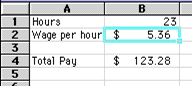 A B
1 Hours 23
2 Wage per hour $ 5.36
3
4 Total Pay $ 123.28
5